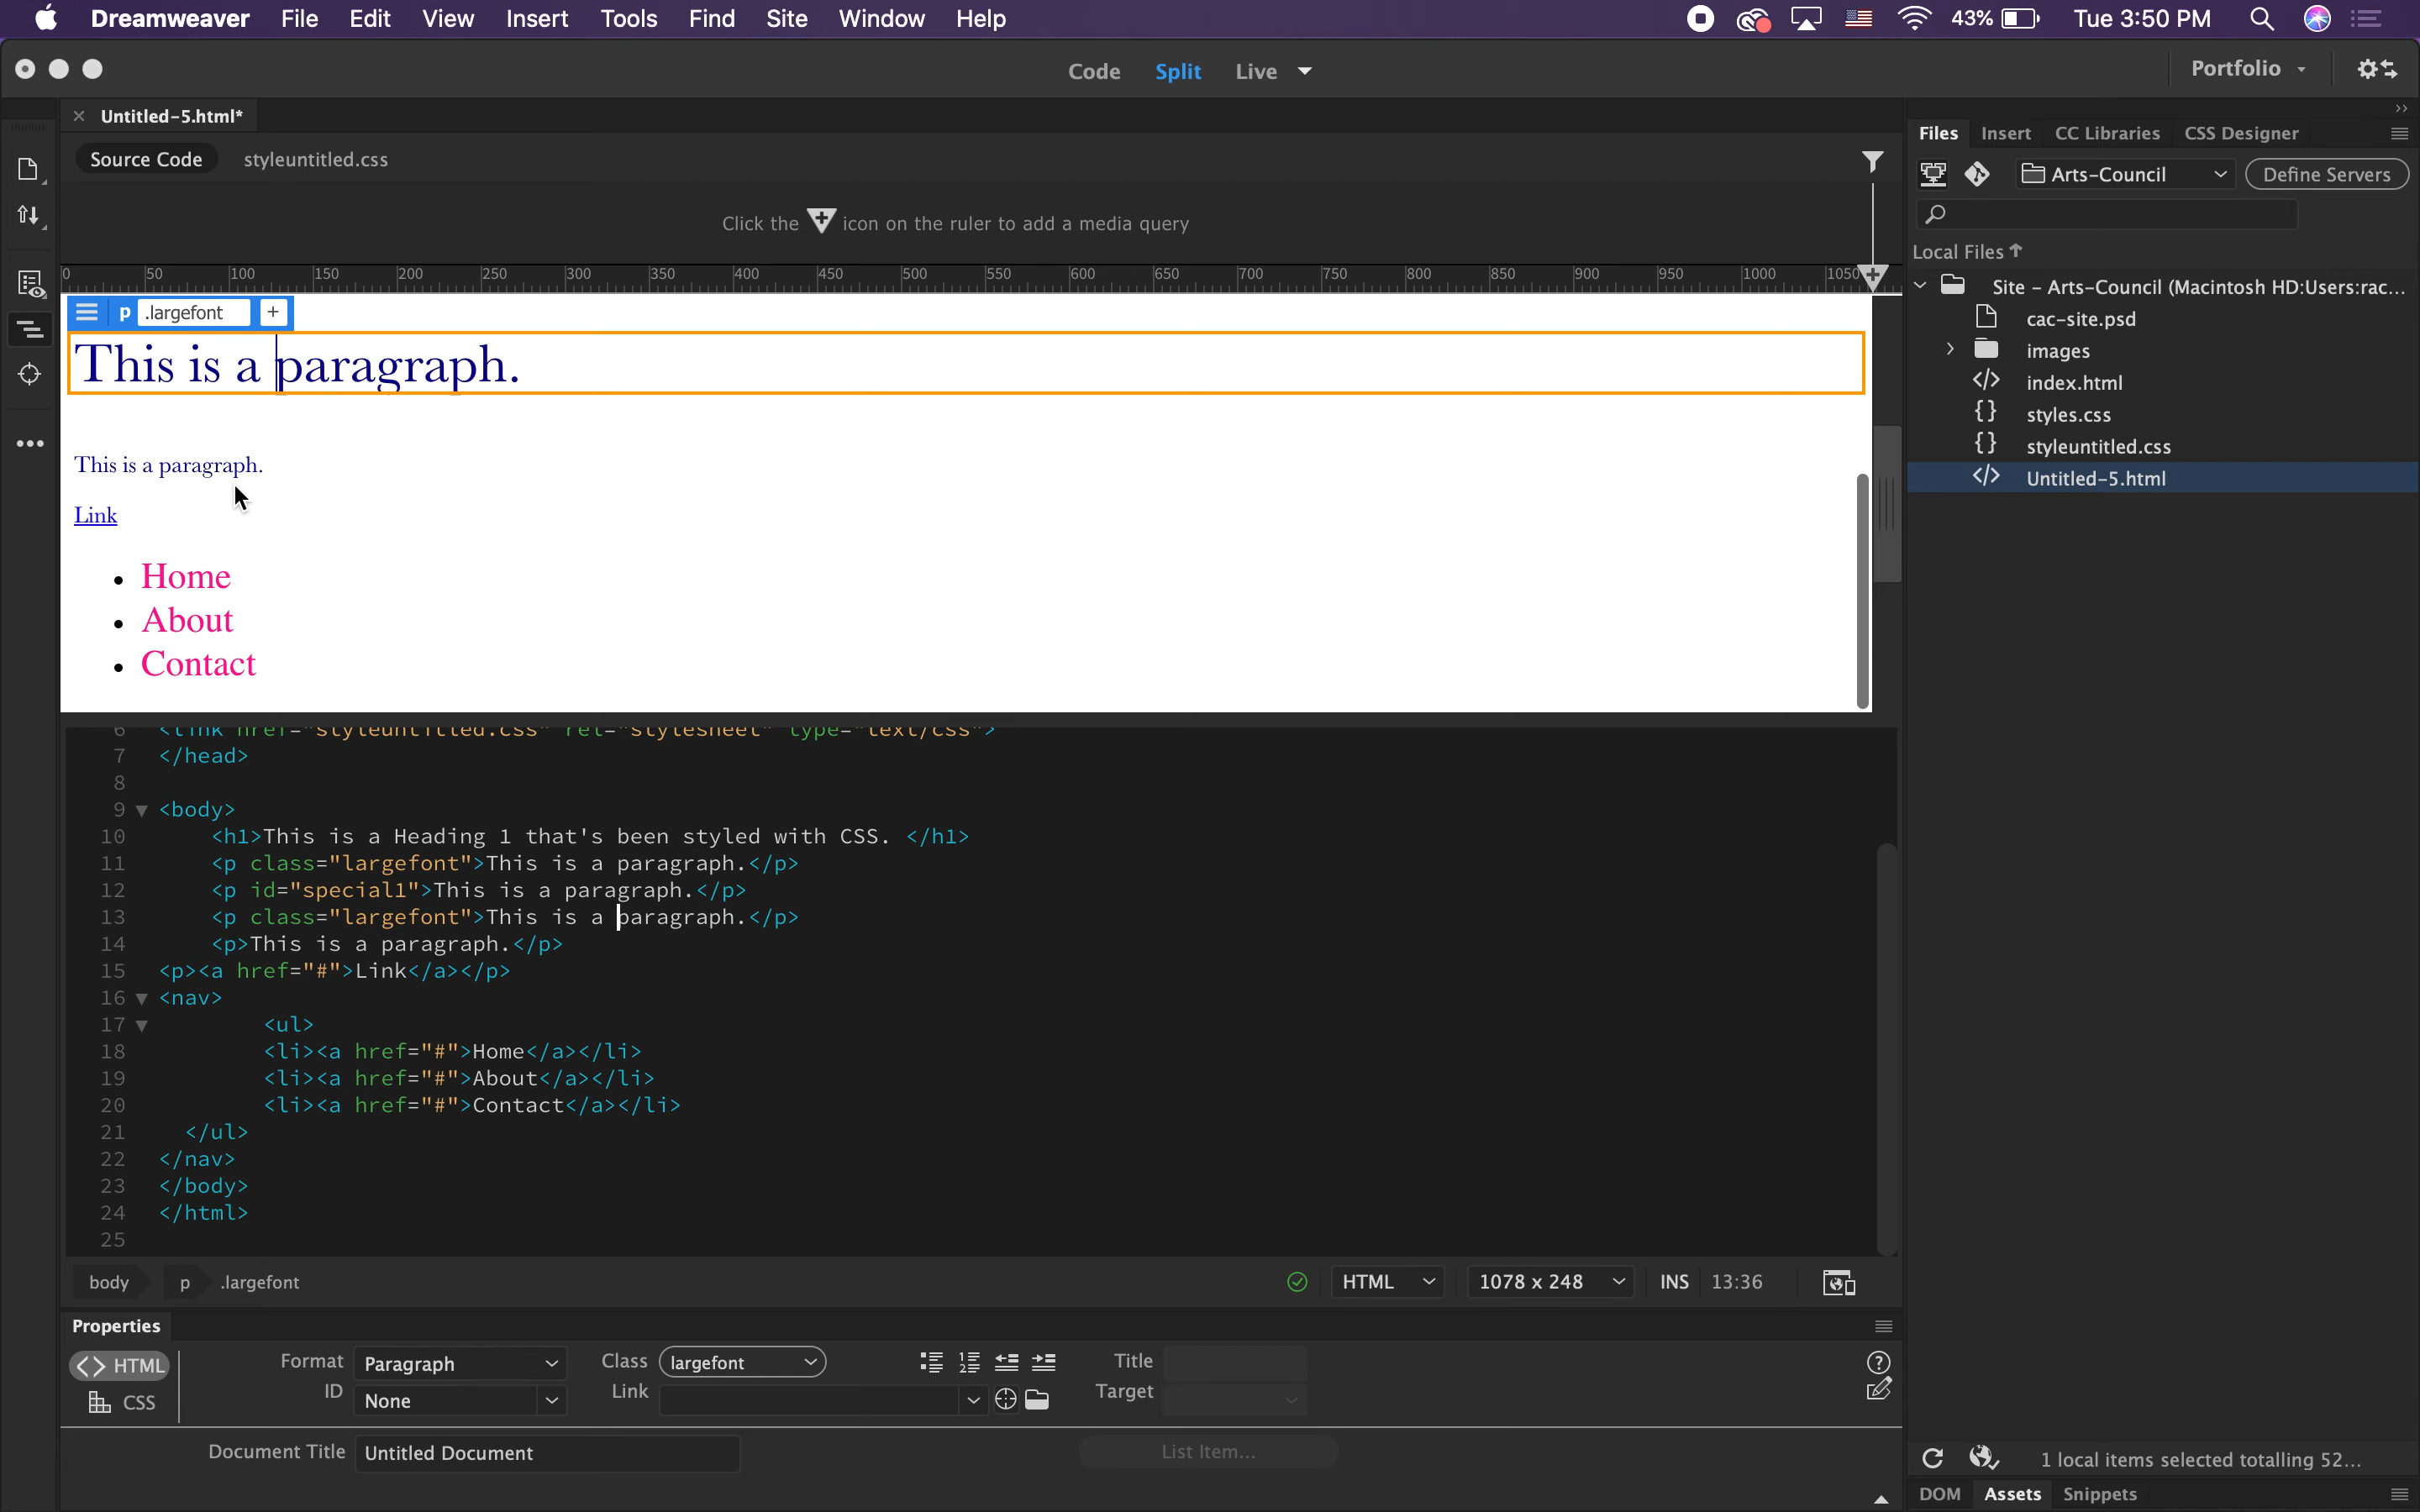 Dreamweaver File Edit View Insert Tools Find Site Window Help 43% Tue 3:50 PM
Code Split Live Portfolio
Untitled-5.html*
Source Code styleuntitled.css
Click the icon on the ruler to add a media query
0 50 100 150 200 250 300 350 400 450 500 550 600 650 700 750 800 850 900 950 1000 1050
p .largefont +
This is a paragraph.
This is a paragraph.
Link
• Home
• About
• Contact
6 <link href="styleuntitled.css" rel="stylesheet" type="text/css">
7 </head>
8
9 <body>
10 <h1>This is a Heading 1 that's been styled with CSS. </h1>
11 <p class="largefont">This is a paragraph.</p>
12 <p id="special1">This is a paragraph.</p>
13 <p class="largefont">This is a paragraph.</p>
14 <p>This is a paragraph.</p>
15 <p><a href="#">Link</a></p>
16 <nav>
17 <ul>
18 <li><a href="#">Home</a></li>
19 <li><a href="#">About</a></li>
20 <li><a href="#">Contact</a></li>
21 </ul>
22 </nav>
23 </body>
24 </html>
25
body p .largefont HTML 1078 x 248 INS 13:36
Properties
<> HTML Format Paragraph Class largefont Title
CSS ID None Link Target
Document Title Untitled Document List Item...
Files Insert CC Libraries CSS Designer
Arts-Council Define Servers
Local Files
Site - Arts-Council (Macintosh HD:Users:rac...
cac-site.psd
images
index.html
styles.css
styleuntitled.css
Untitled-5.html
1 local items selected totalling 52...
DOM Assets Snippets